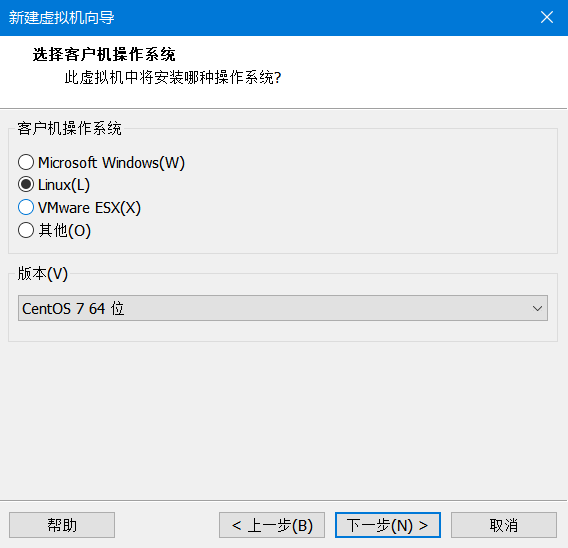 新建虚拟机向导
选择客户机操作系统
此虚拟机中将安装哪种操作系统?
客户机操作系统
Microsoft Windows(W)
Linux(L)
VMware ESX(X)
其他(O)
版本(V)
CentOS 7 64 位
帮助
< 上一步(B)
下一步(N) >
取消